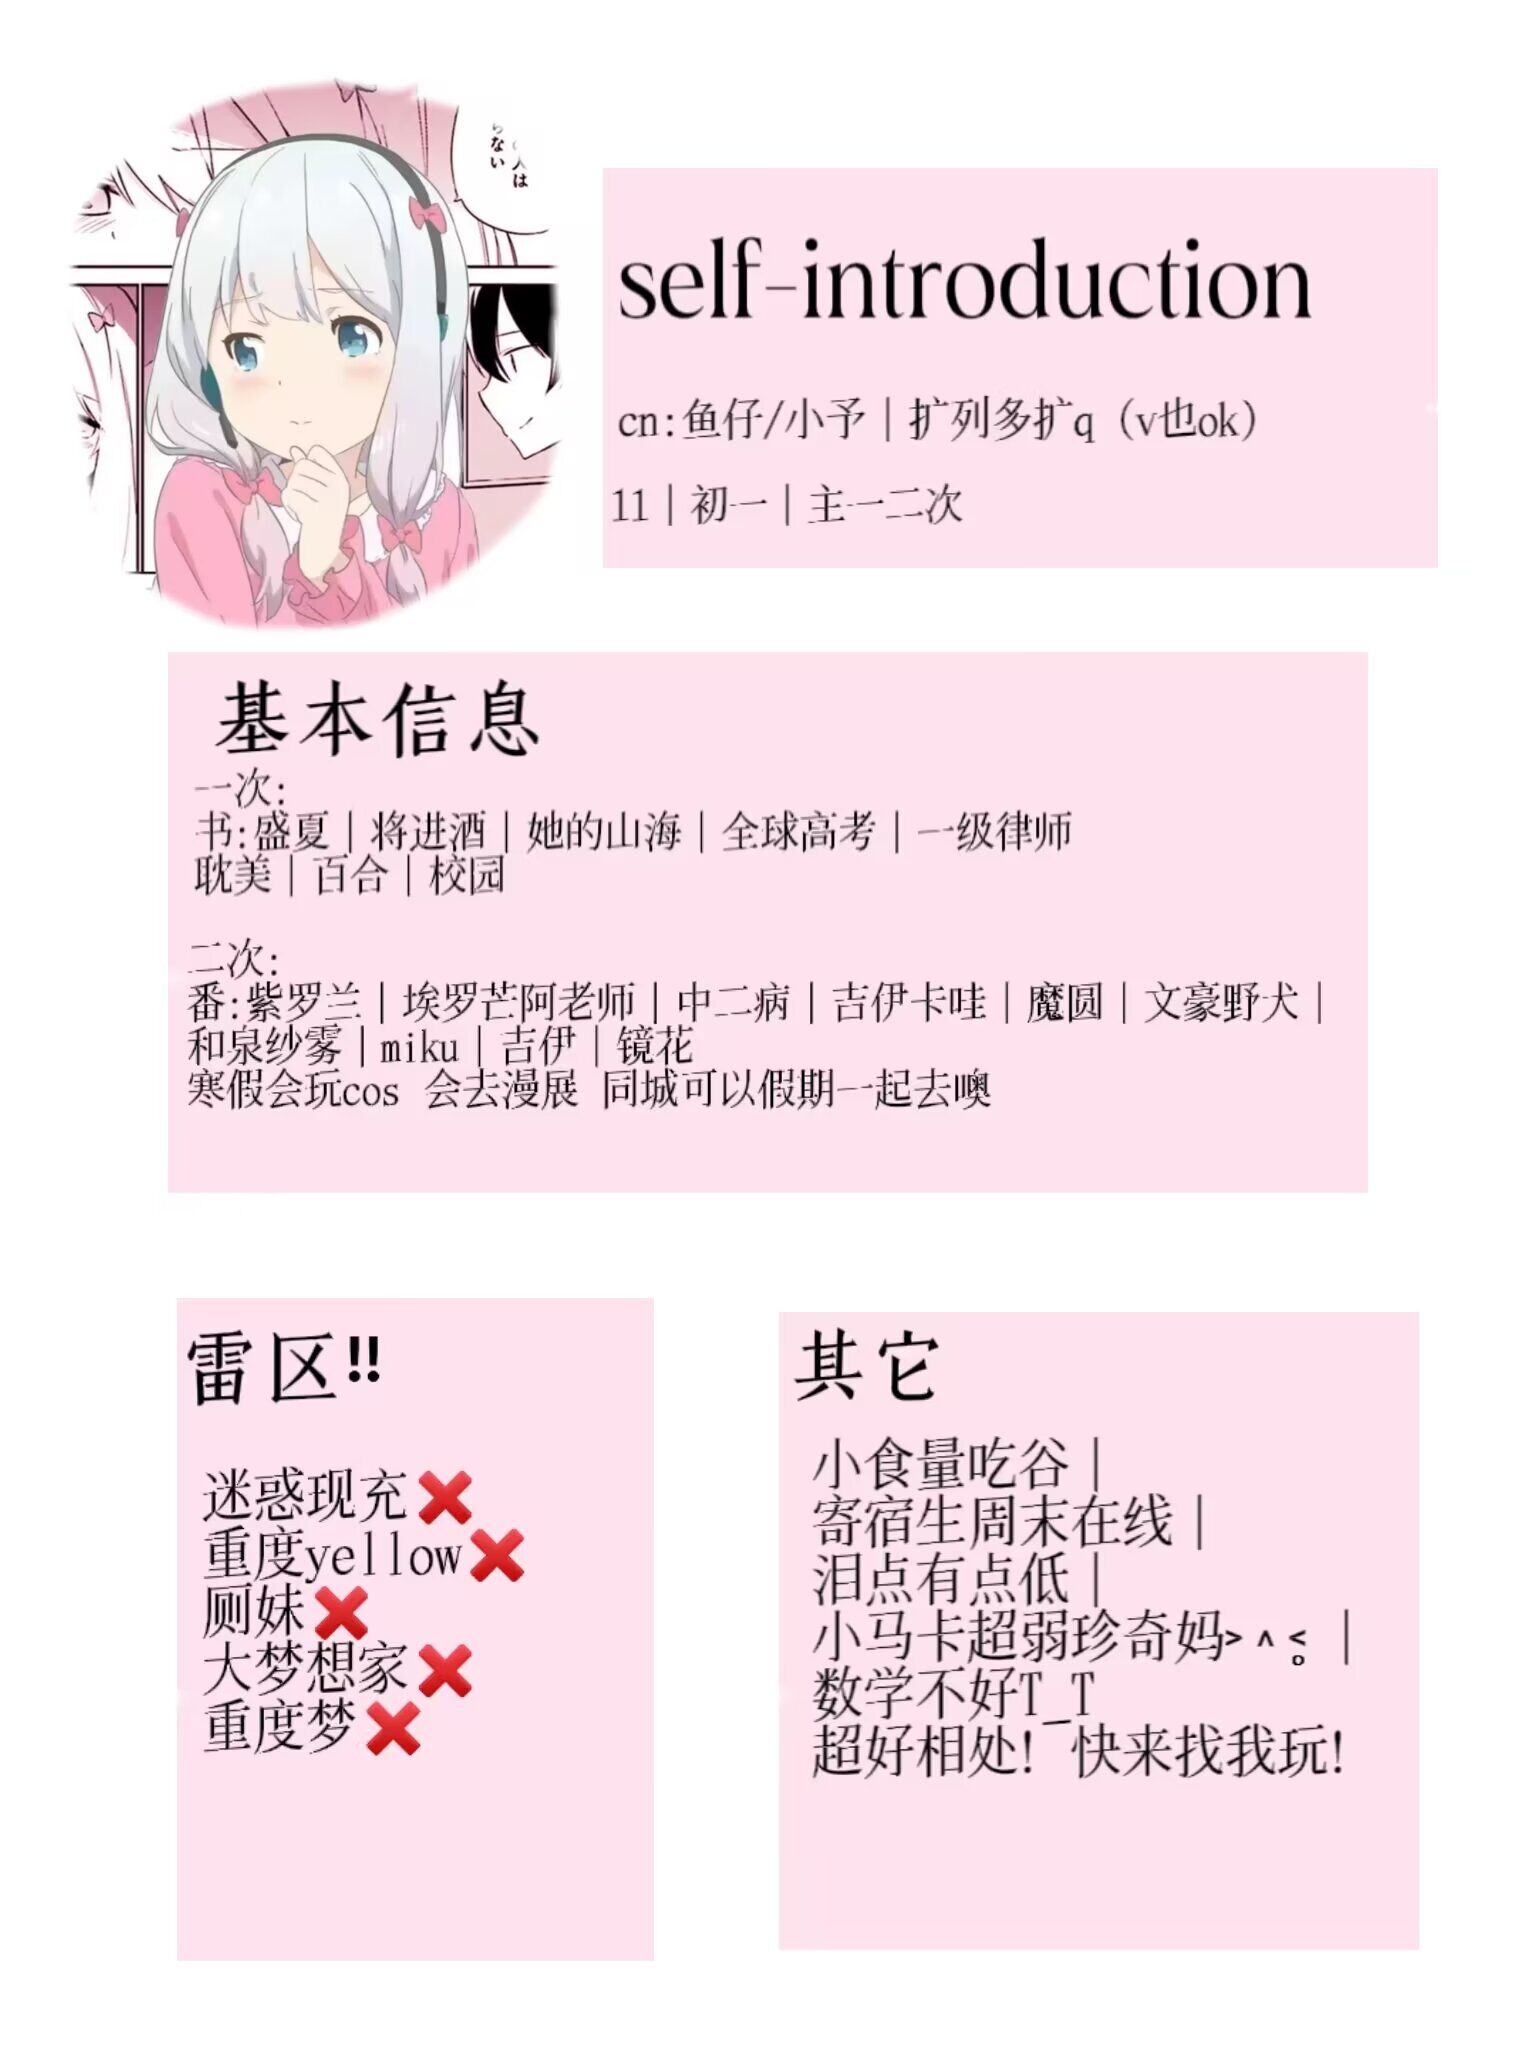 の人は
らない
self-introduction
cn:鱼仔/小予｜扩列多扩q（v也ok）
11｜初一｜主一二次
基本信息
一次:
书:盛夏｜将进酒｜她的山海｜全球高考｜一级律师
耽美｜百合｜校园
二次:
番:紫罗兰｜埃罗芒阿老师｜中二病｜吉伊卡哇｜魔圆｜文豪野犬｜
和泉纱雾｜miku｜吉伊｜镜花
寒假会玩cos 会去漫展 同城可以假期一起去噢
雷区‼
迷惑现充❌
重度yellow❌
厕妹❌
大梦想家❌
重度梦❌
其它
小食量吃谷｜
寄宿生周末在线｜
泪点有点低｜
小马卡超弱珍奇妈> ^ <。｜
数学不好T_T
超好相处! 快来找我玩!